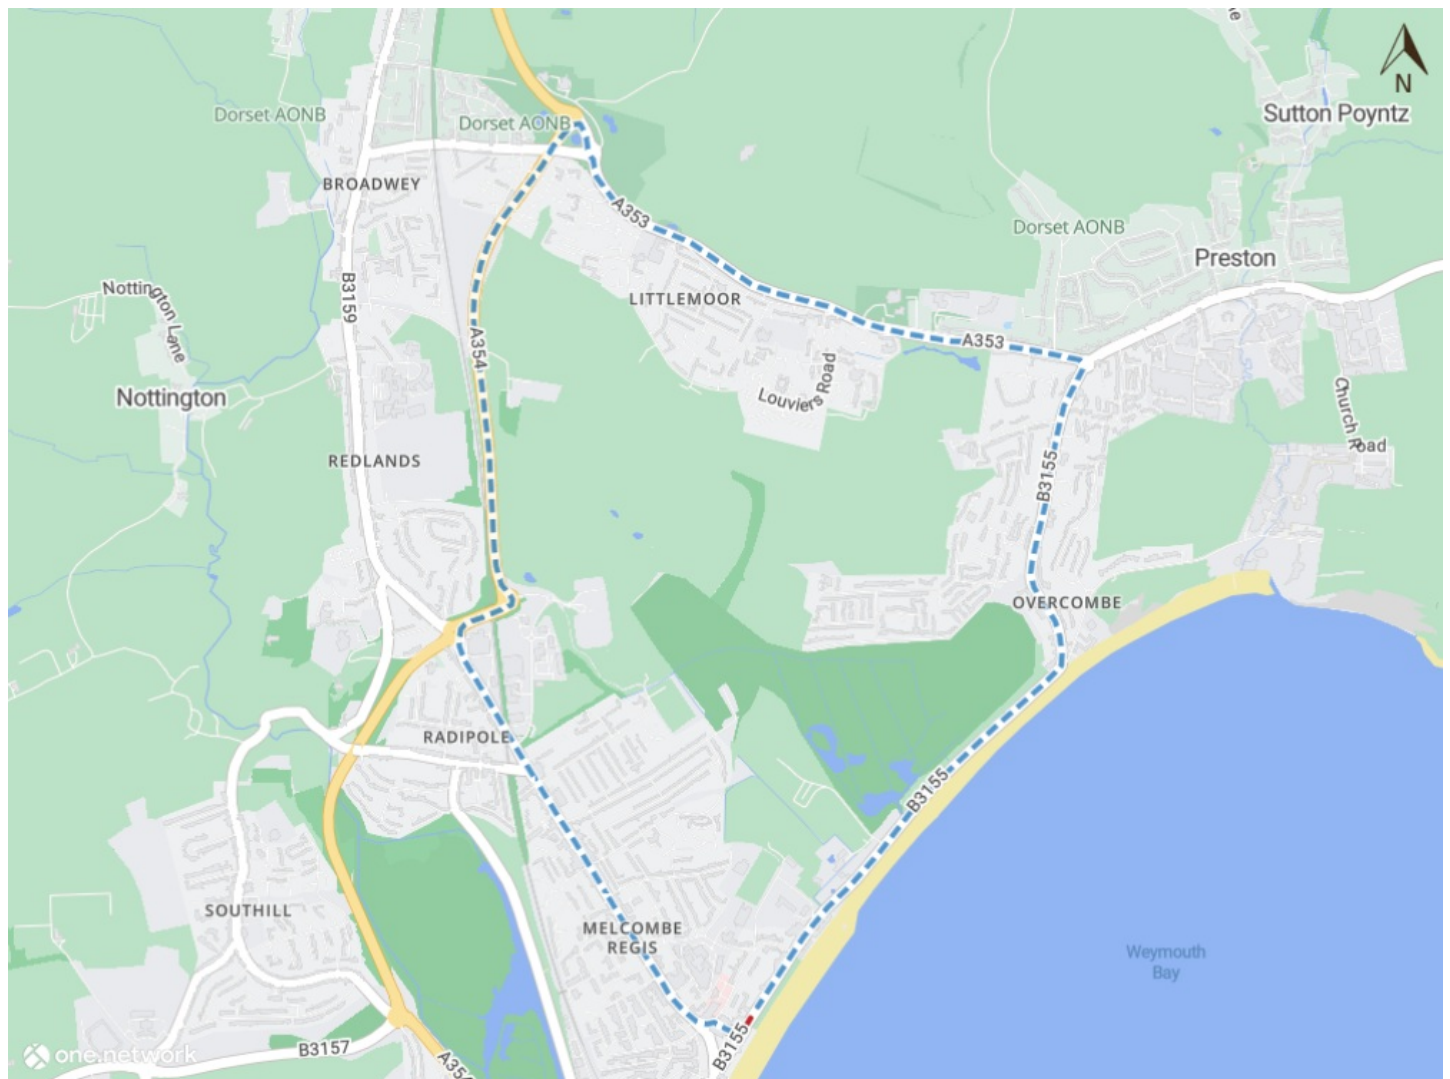 N
Sutton Poyntz
Dorset AONB
Dorset AONB
BROADWEY
A353
Dorset AONB
Preston
Nottington Lane
B3159
LITTLEMOOR
A354
A353
Louviers Road
Nottington
Church Road
REDLANDS
B3155
OVERCOMBE
RADIPOLE
B3155
SOUTHILL
MELCOMBE
REGIS
Weymouth
Bay
B3155
one.network
B3157
A354